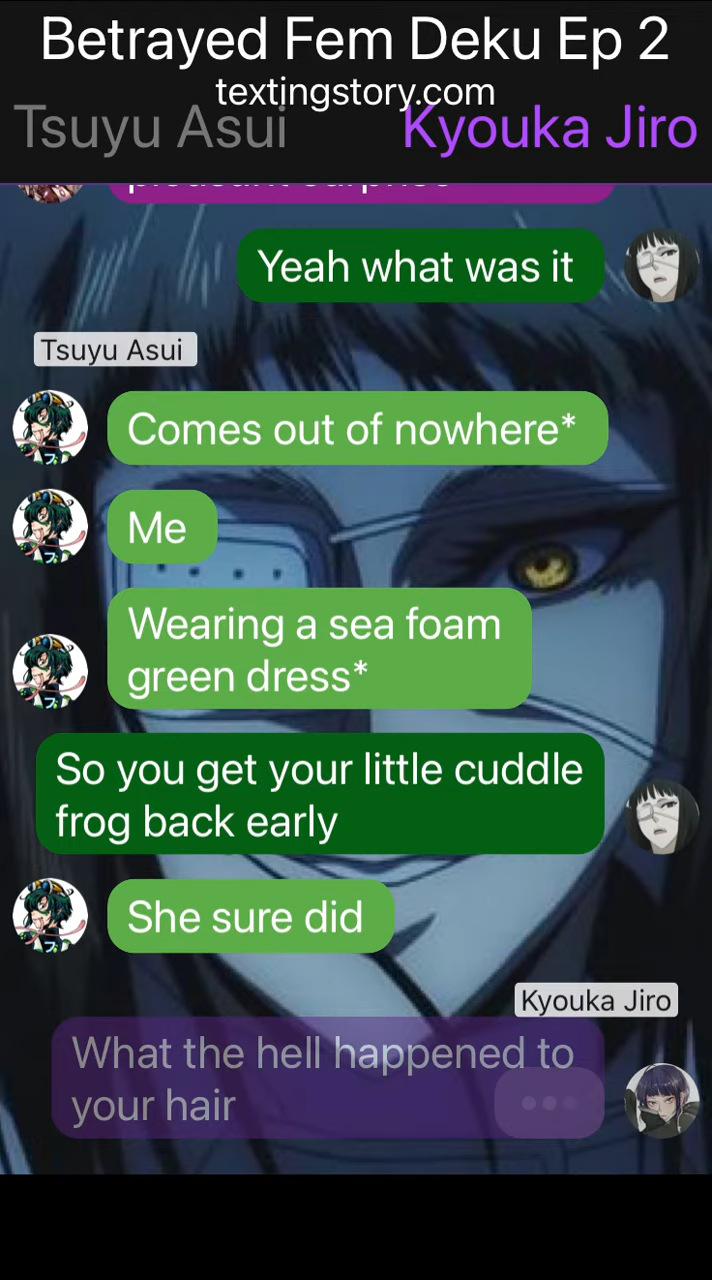 Betrayed Fem Deku Ep 2
textingstory.com
Tsuyu Asui
Kyouka Jiro
pleasant surprise
Yeah what was it
Tsuyu Asui
Comes out of nowhere*
Me
Wearing a sea foam
green dress*
So you get your little cuddle
frog back early
She sure did
Kyouka Jiro
What the hell happened to
your hair